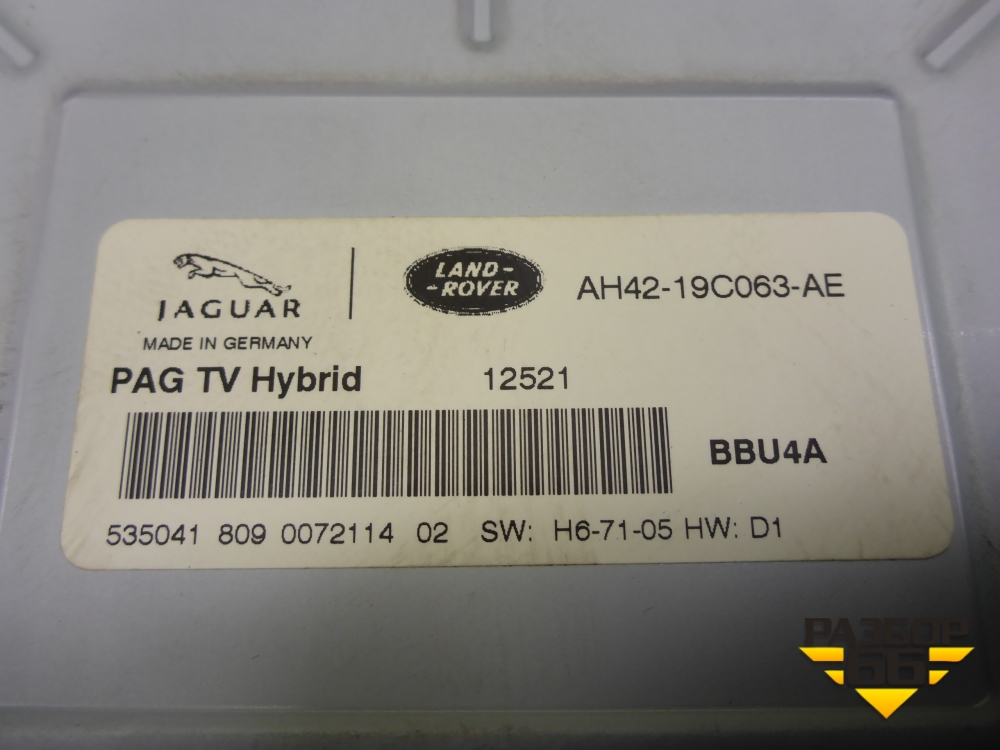 JAGUAR
LAND-
-ROVER
AH42-19C063-AE
MADE IN GERMANY
PAG TV Hybrid 12521
BBU4A
535041 809 0072114 02 SW: H6-71-05 HW: D1
РАЗБОР
66